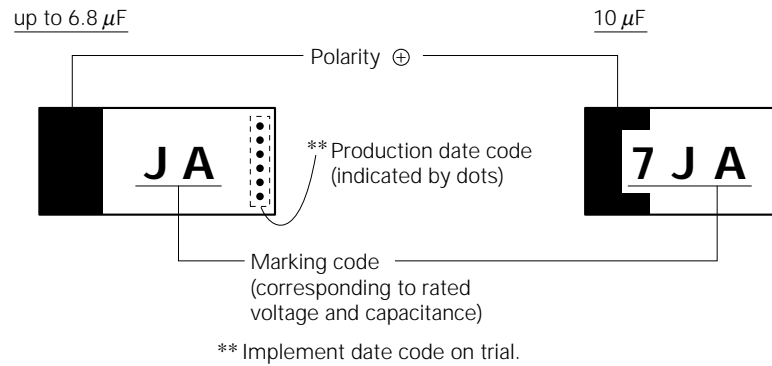 up to 6.8 μF
10 μF
Polarity ⊕
J A
** Production date code
(indicated by dots)
7 J A
Marking code
(corresponding to rated
voltage and capacitance)
** Implement date code on trial.